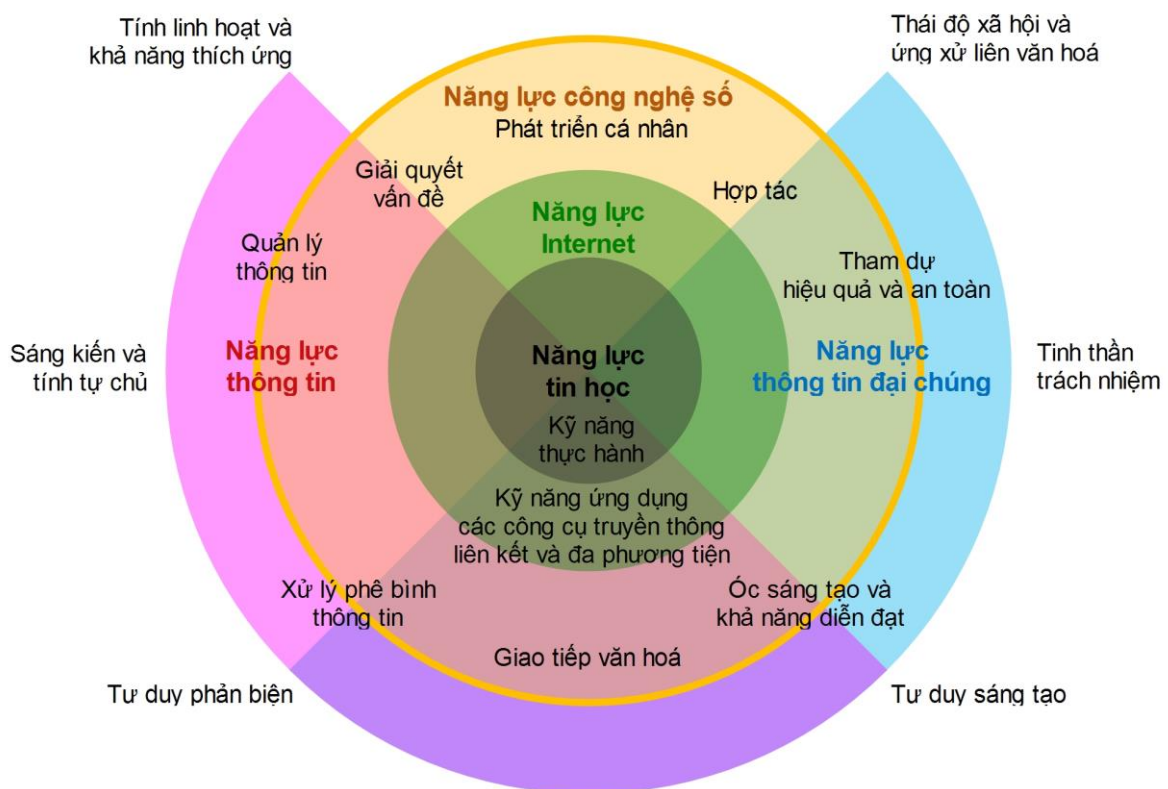 Tính linh hoạt và
khả năng thích ứng
Thái độ xã hội và
ứng xử liên văn hoá
Năng lực công nghệ số
Phát triển cá nhân
Giải quyết
vấn đề
Hợp tác
Năng lực
Internet
Quản lý
thông tin
Tham dự
hiệu quả và an toàn
Sáng kiến và
tính tự chủ
Năng lực
thông tin
Năng lực
tin học
Năng lực
thông tin đại chúng
Tinh thần
trách nhiệm
Kỹ năng
thực hành
Kỹ năng ứng dụng
các công cụ truyền thông
liên kết và đa phương tiện
Xử lý phê bình
thông tin
Óc sáng tạo và
khả năng diễn đạt
Giao tiếp văn hoá
Tư duy phản biện
Tư duy sáng tạo